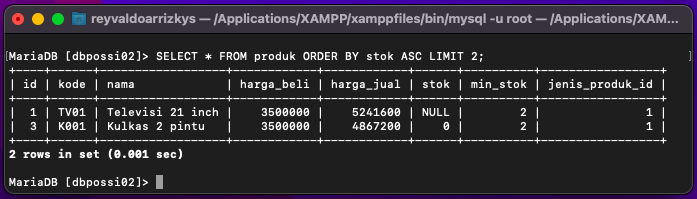 reyvaldoarrizkys — /Applications/XAMPP/xamppfiles/bin/mysql -u root — /Applications/XAM...
[MariaDB [dbpossi02]> SELECT * FROM produk ORDER BY stok ASC LIMIT 2; ]
+----+------+-------------------+------------+------------+------+----------+-----------------+
| id | kode | nama              | harga_beli | harga_jual | stok | min_stok | jenis_produk_id |
+----+------+-------------------+------------+------------+------+----------+-----------------+
|  1 | TV01 | Televisi 21 inch  |    3500000 |    5241600 | NULL |        2 |               1 |
|  3 | K001 | Kulkas 2 pintu    |    3500000 |    4867200 |    0 |        2 |               1 |
+----+------+-------------------+------------+------------+------+----------+-----------------+
2 rows in set (0.001 sec)
MariaDB [dbpossi02]>